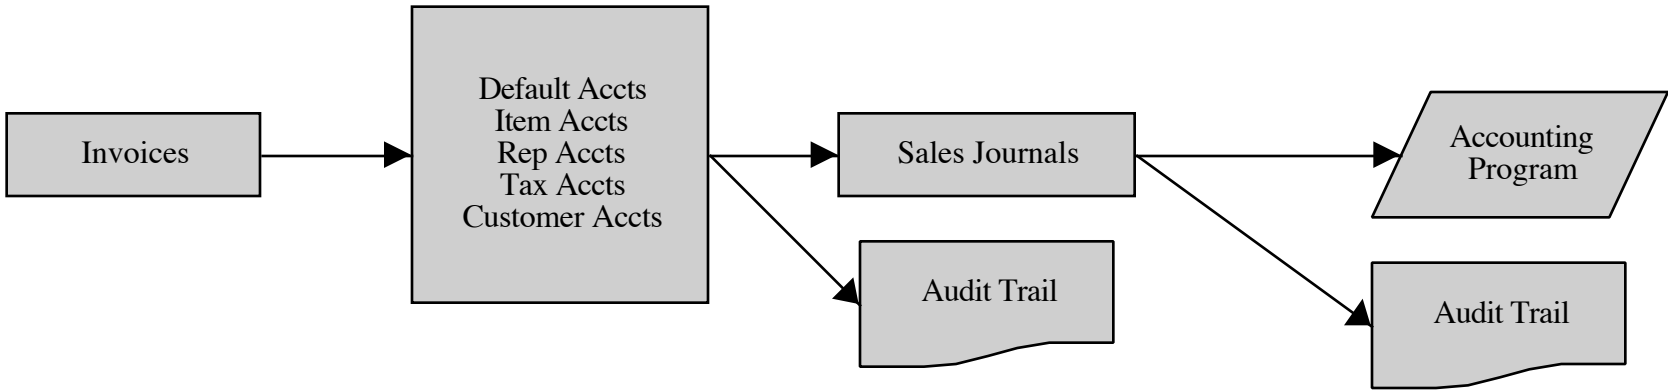 Invoices
Default Accts
Item Accts
Rep Accts
Tax Accts
Customer Accts
Sales Journals
Audit Trail
Accounting
Program
Audit Trail